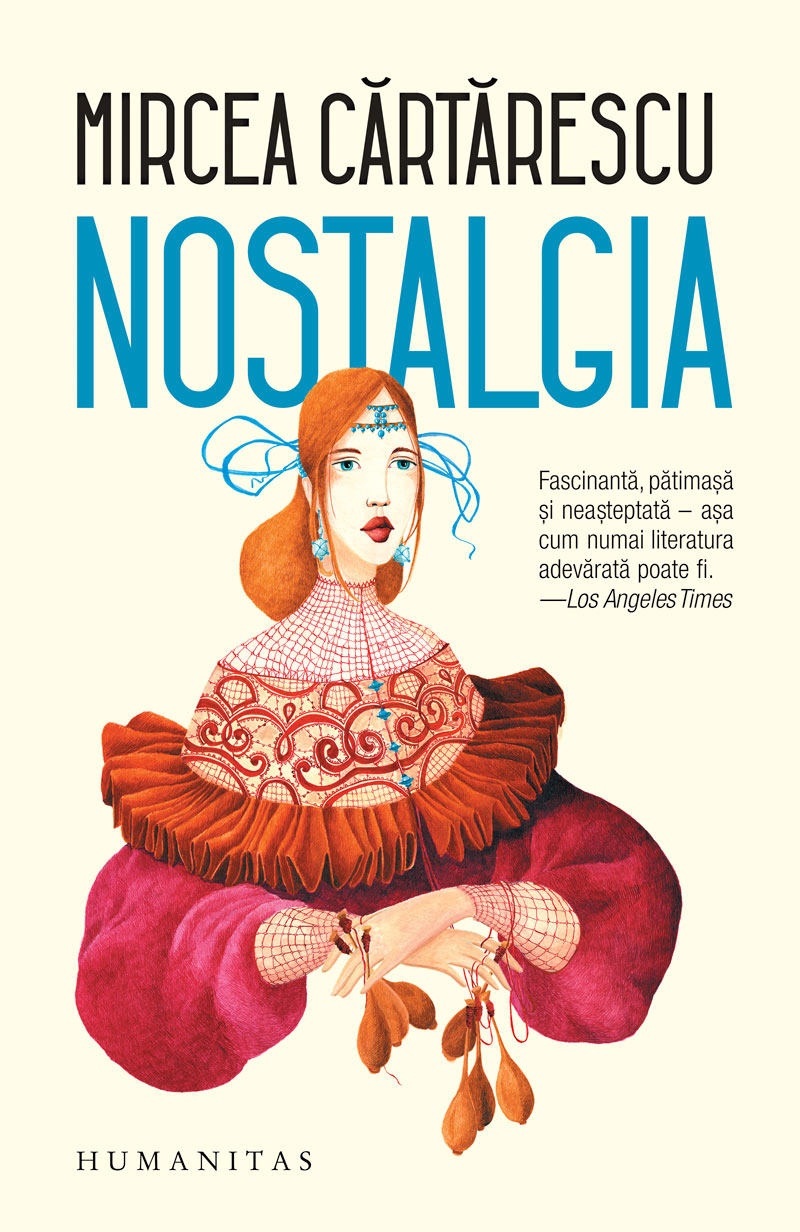 MIRCEA CĂRTĂRESCU
NOSTALGIA
Fascinantă, pătimașă
și neașteptată – așa
cum numai literatura
adevărată poate fi.
—Los Angeles Times
HUMANITAS